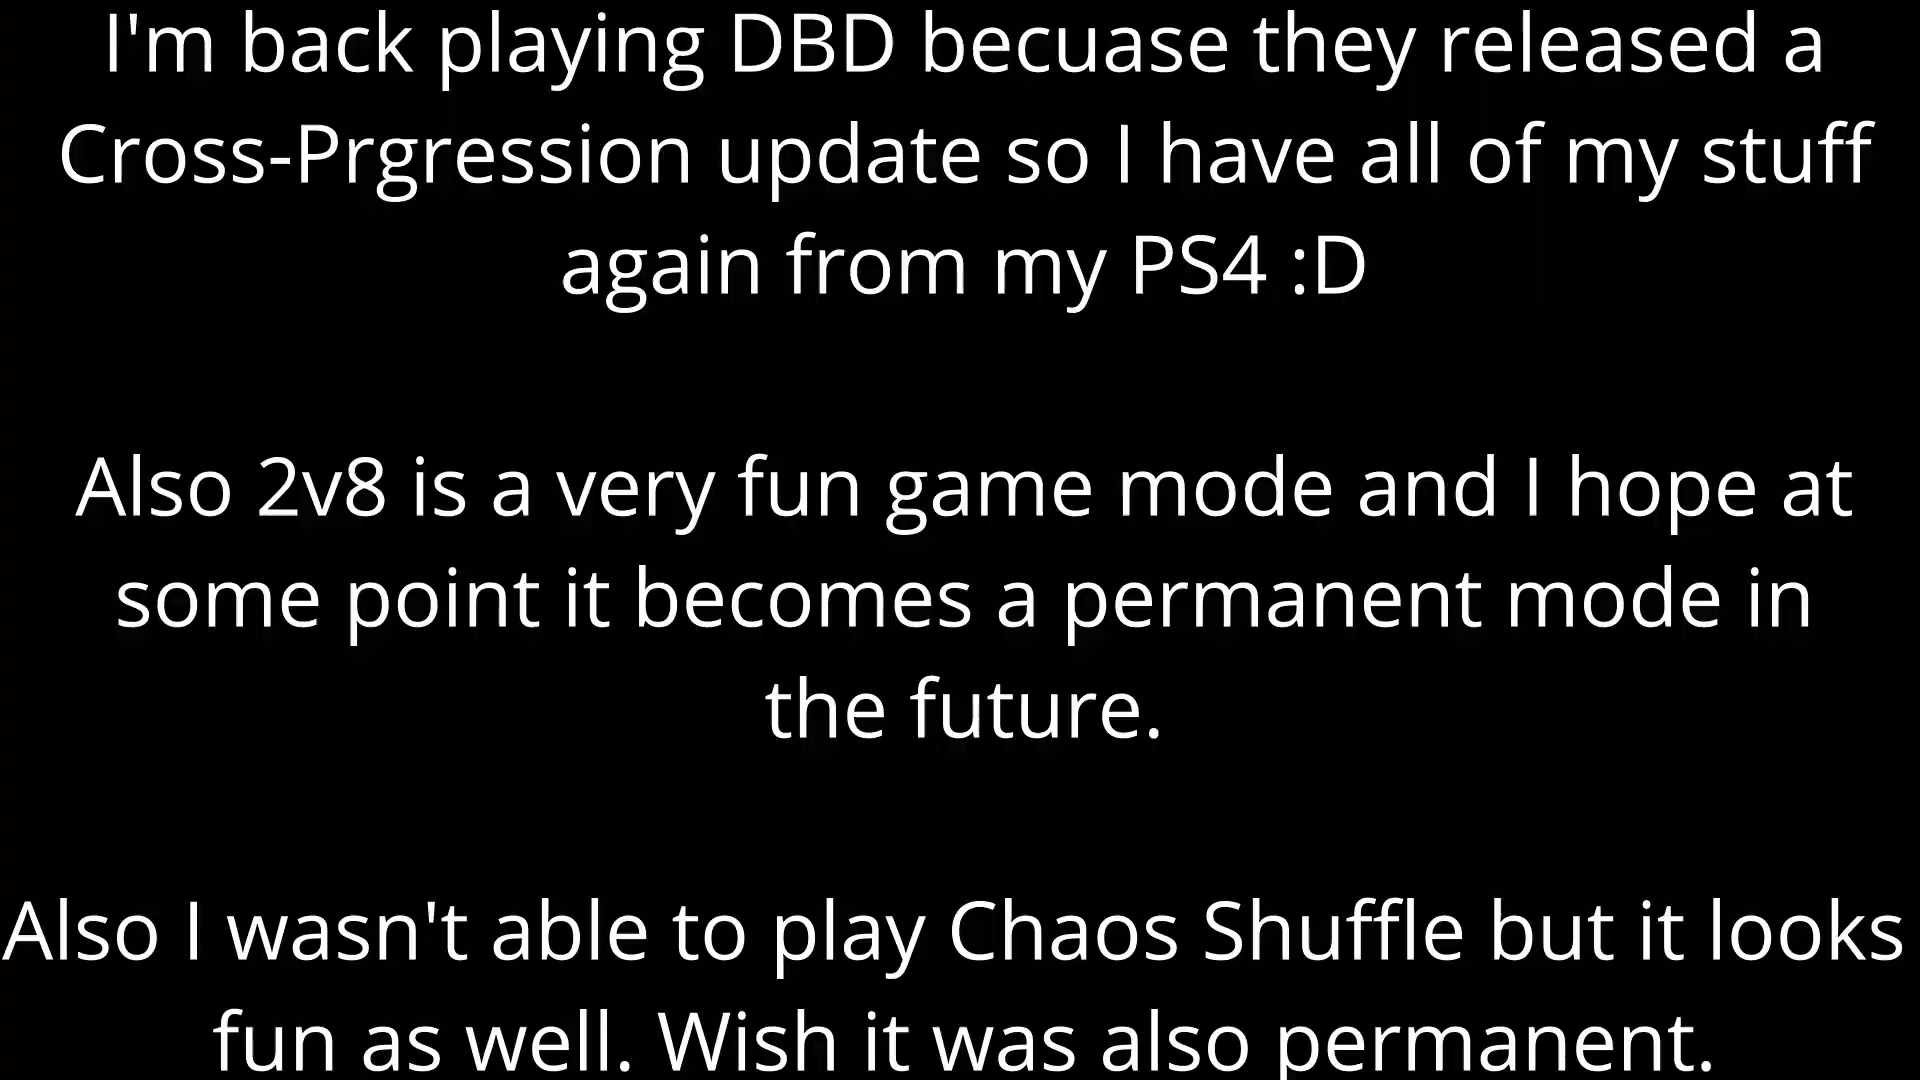 I'm back playing DBD becuase they released a
Cross-Prgression update so I have all of my stuff
again from my PS4 :D
Also 2v8 is a very fun game mode and I hope at
some point it becomes a permanent mode in
the future.
Also I wasn't able to play Chaos Shuffle but it looks
fun as well. Wish it was also permanent.